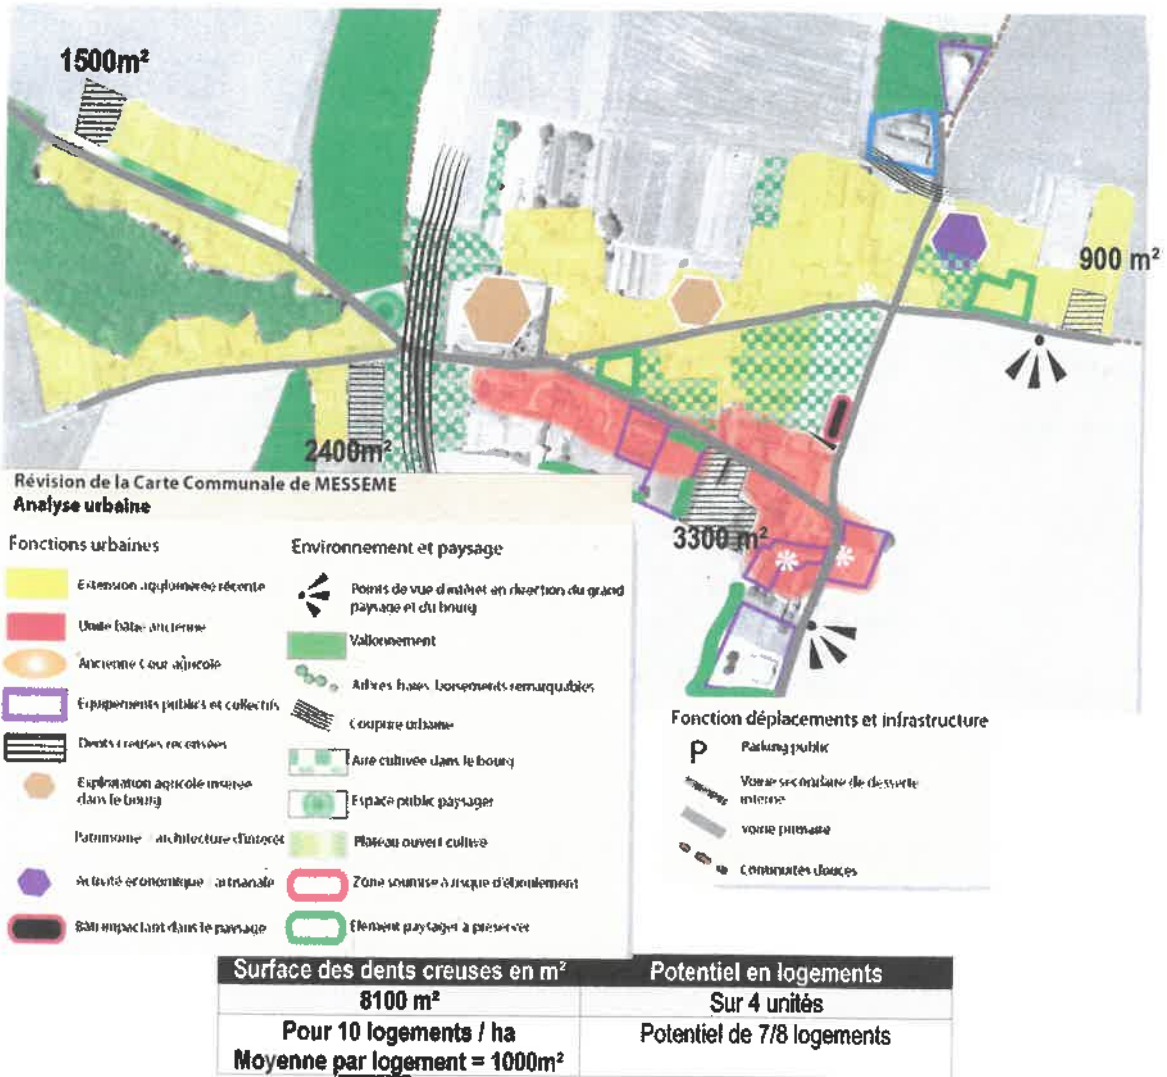 1500m²
900 m²
2400m²
3300 m²
Révision de la Carte Communale de MESSEME
Analyse urbaine
Fonctions urbaines
Extension agglomérée récente
Unité bâtie ancienne
Ancienne Cour agricole
Equipements publics et collectifs
Dents creuses recensées
Exploitation agricole insérée
dans le bourg
Patrimoine architecture d'intérêt
Activité économique artisanale
Bâti impactant dans le paysage
Environnement et paysage
Points de vue d'intérêt en direction du grand
paysage et du bourg
Vallonnement
Arbres haies boisements remarquables
Coupure urbaine
Aire cultivée dans le bourg
Espace public paysager
Plateau ouvert cultivé
Zone soumise à risque d'éboulement
Elément paysager à préserver
Fonction déplacements et infrastructure
P Parking public
Voirie secondaire de desserte
interne
voirie primaire
Continuités douces
Surface des dents creuses en m² Potentiel en logements
8100 m² Sur 4 unités
Pour 10 logements / ha Potentiel de 7/8 logements
Moyenne par logement = 1000m²